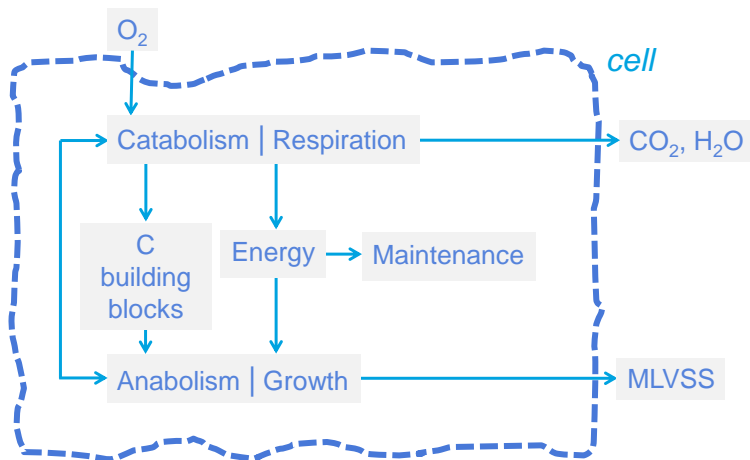 O₂
cell
Catabolism | Respiration
CO₂, H₂O
C
building
blocks
Energy
Maintenance
Anabolism | Growth
MLVSS